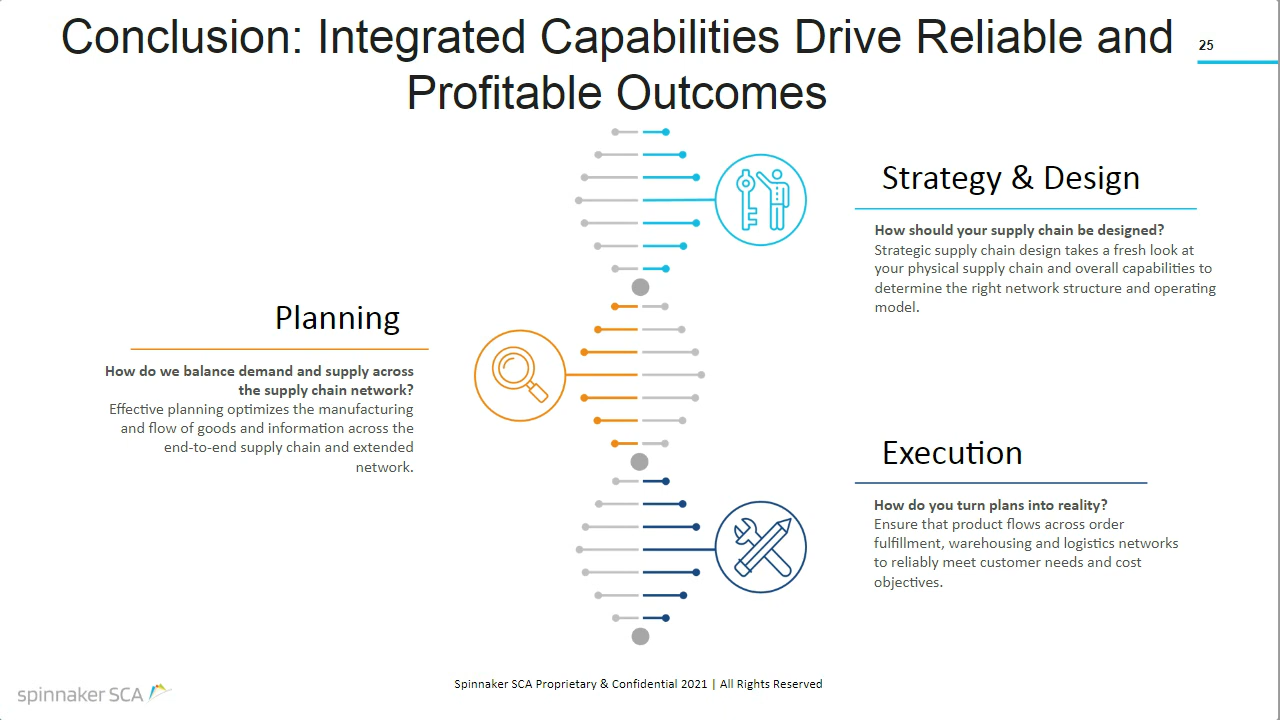 Conclusion: Integrated Capabilities Drive Reliable and
Profitable Outcomes
25
Strategy & Design
How should your supply chain be designed?
Strategic supply chain design takes a fresh look at
your physical supply chain and overall capabilities to
determine the right network structure and operating
model.
Planning
How do we balance demand and supply across
the supply chain network?
Effective planning optimizes the manufacturing
and flow of goods and information across the
end-to-end supply chain and extended
network.
Execution
How do you turn plans into reality?
Ensure that product flows across order
fulfillment, warehousing and logistics networks
to reliably meet customer needs and cost
objectives.
spinnaker SCA
Spinnaker SCA Proprietary & Confidential 2021 | All Rights Reserved